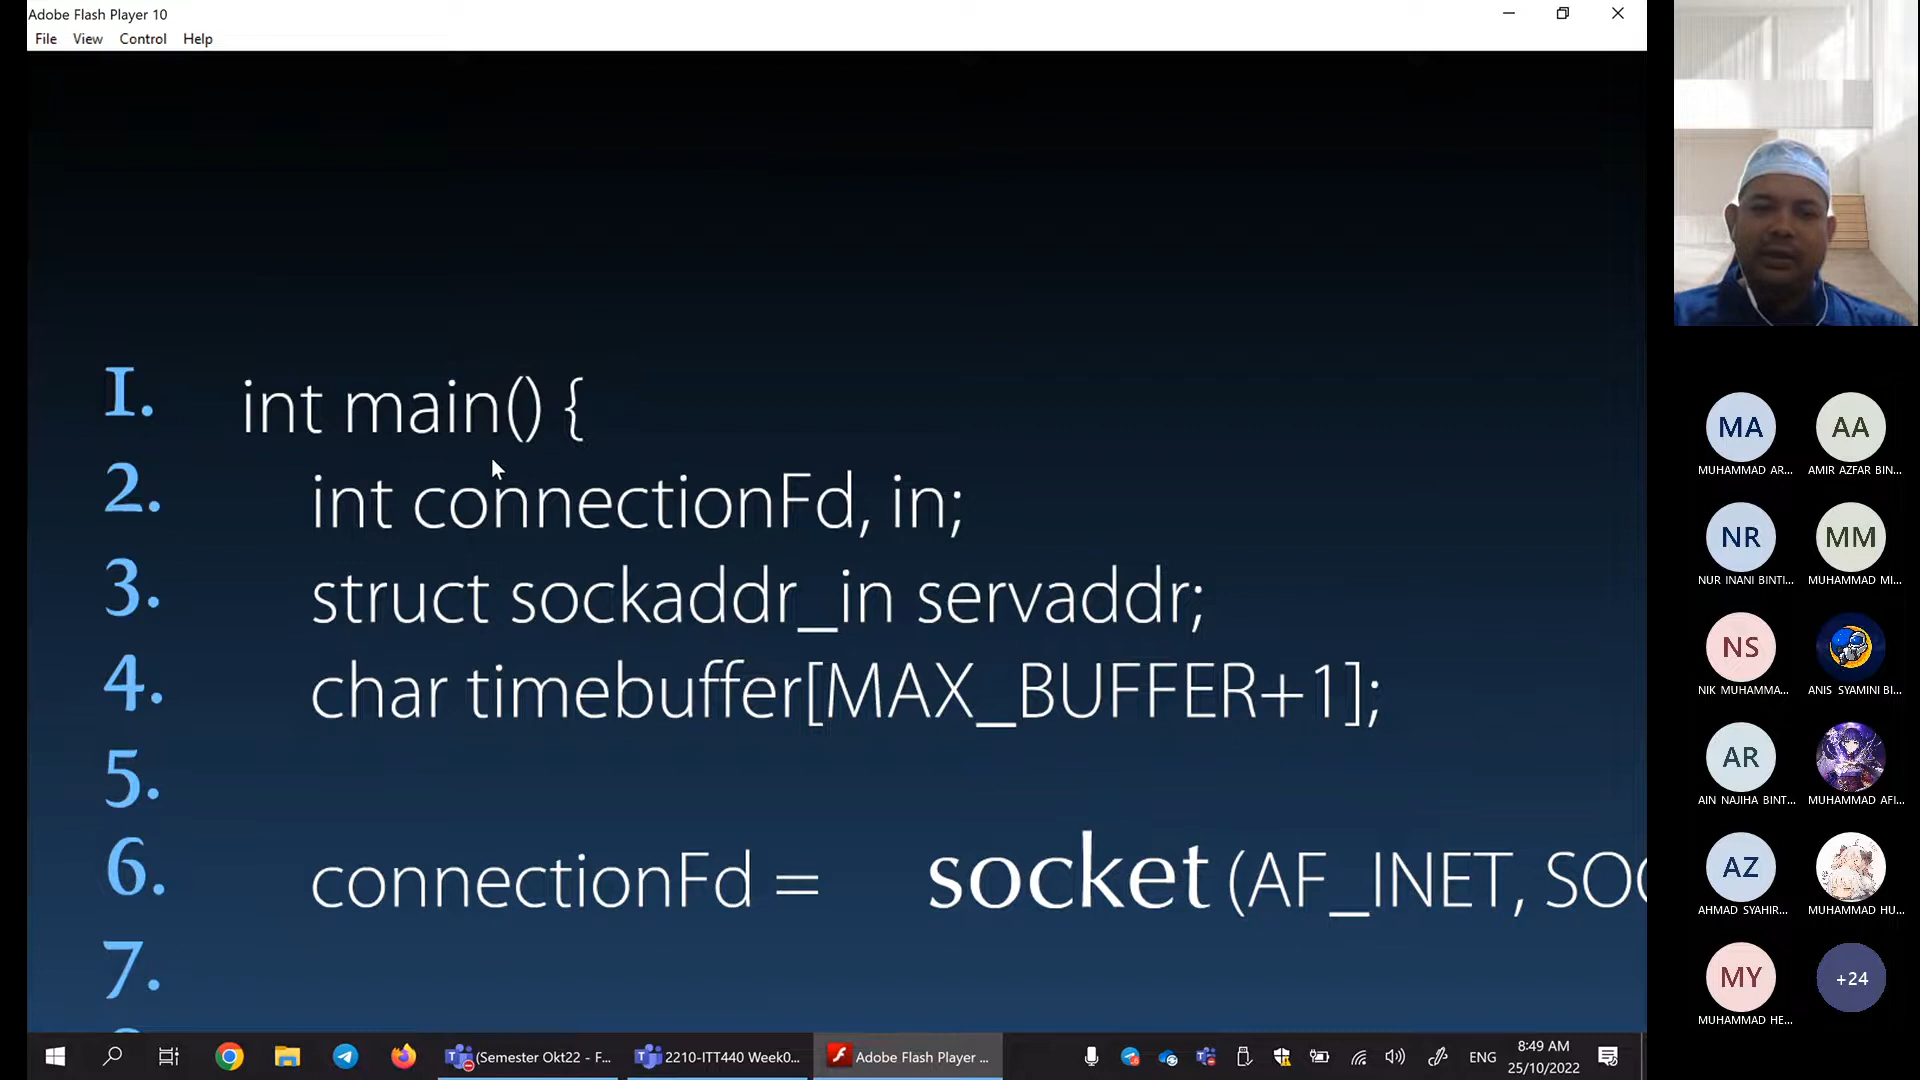 Adobe Flash Player 10
File View Control Help
1. int main() {
2. int connectionFd, in;
3. struct sockaddr_in servaddr;
4. char timebuffer[MAX_BUFFER+1];
5.
6. connectionFd = socket (AF_INET, SOC
7.
MA AA
MUHAMMAD AR... AMIR AZFAR BIN...
NR MM
NUR INANI BINTI... MUHAMMAD MI...
NS
NIK MUHAMMA... ANIS SYAMINI BI...
AR
AIN NAJIHA BINT... MUHAMMAD AFI...
AZ
AHMAD SYAHIR... MUHAMMAD HU...
MY +24
MUHAMMAD HE...
(Semester Okt22 - F... 2210-ITT440 Week0... Adobe Flash Player ... ENG 8:49 AM
25/10/2022